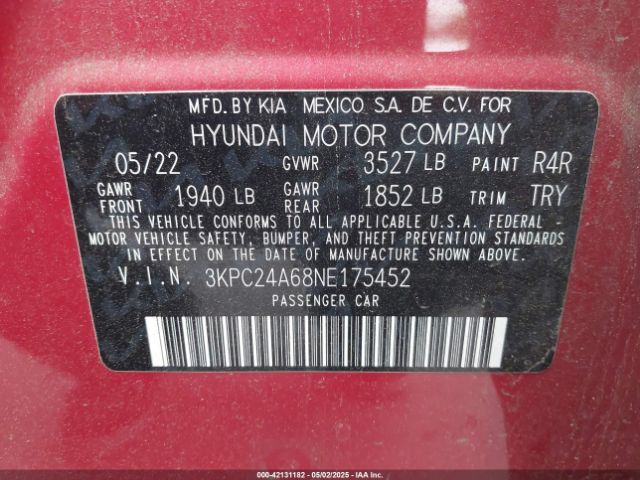 MFD. BY KIA MEXICO, S.A. DE C.V. FOR
HYUNDAI MOTOR COMPANY
05/22 GVWR 3527 LB PAINT R4R
GAWR FRONT 1940 LB GAWR REAR 1852 LB TRIM TRY
THIS VEHICLE CONFORMS TO ALL APPLICABLE U.S.A. FEDERAL -
MOTOR VEHICLE SAFETY, BUMPER, AND THEFT PREVENTION STANDARDS
IN EFFECT ON THE DATE OF MANUFACTURE SHOWN ABOVE.
V.I.N. 3KPC24A68NE175452
PASSENGER CAR
000-42131182 - 05/02/2025 - IAAI, Inc.